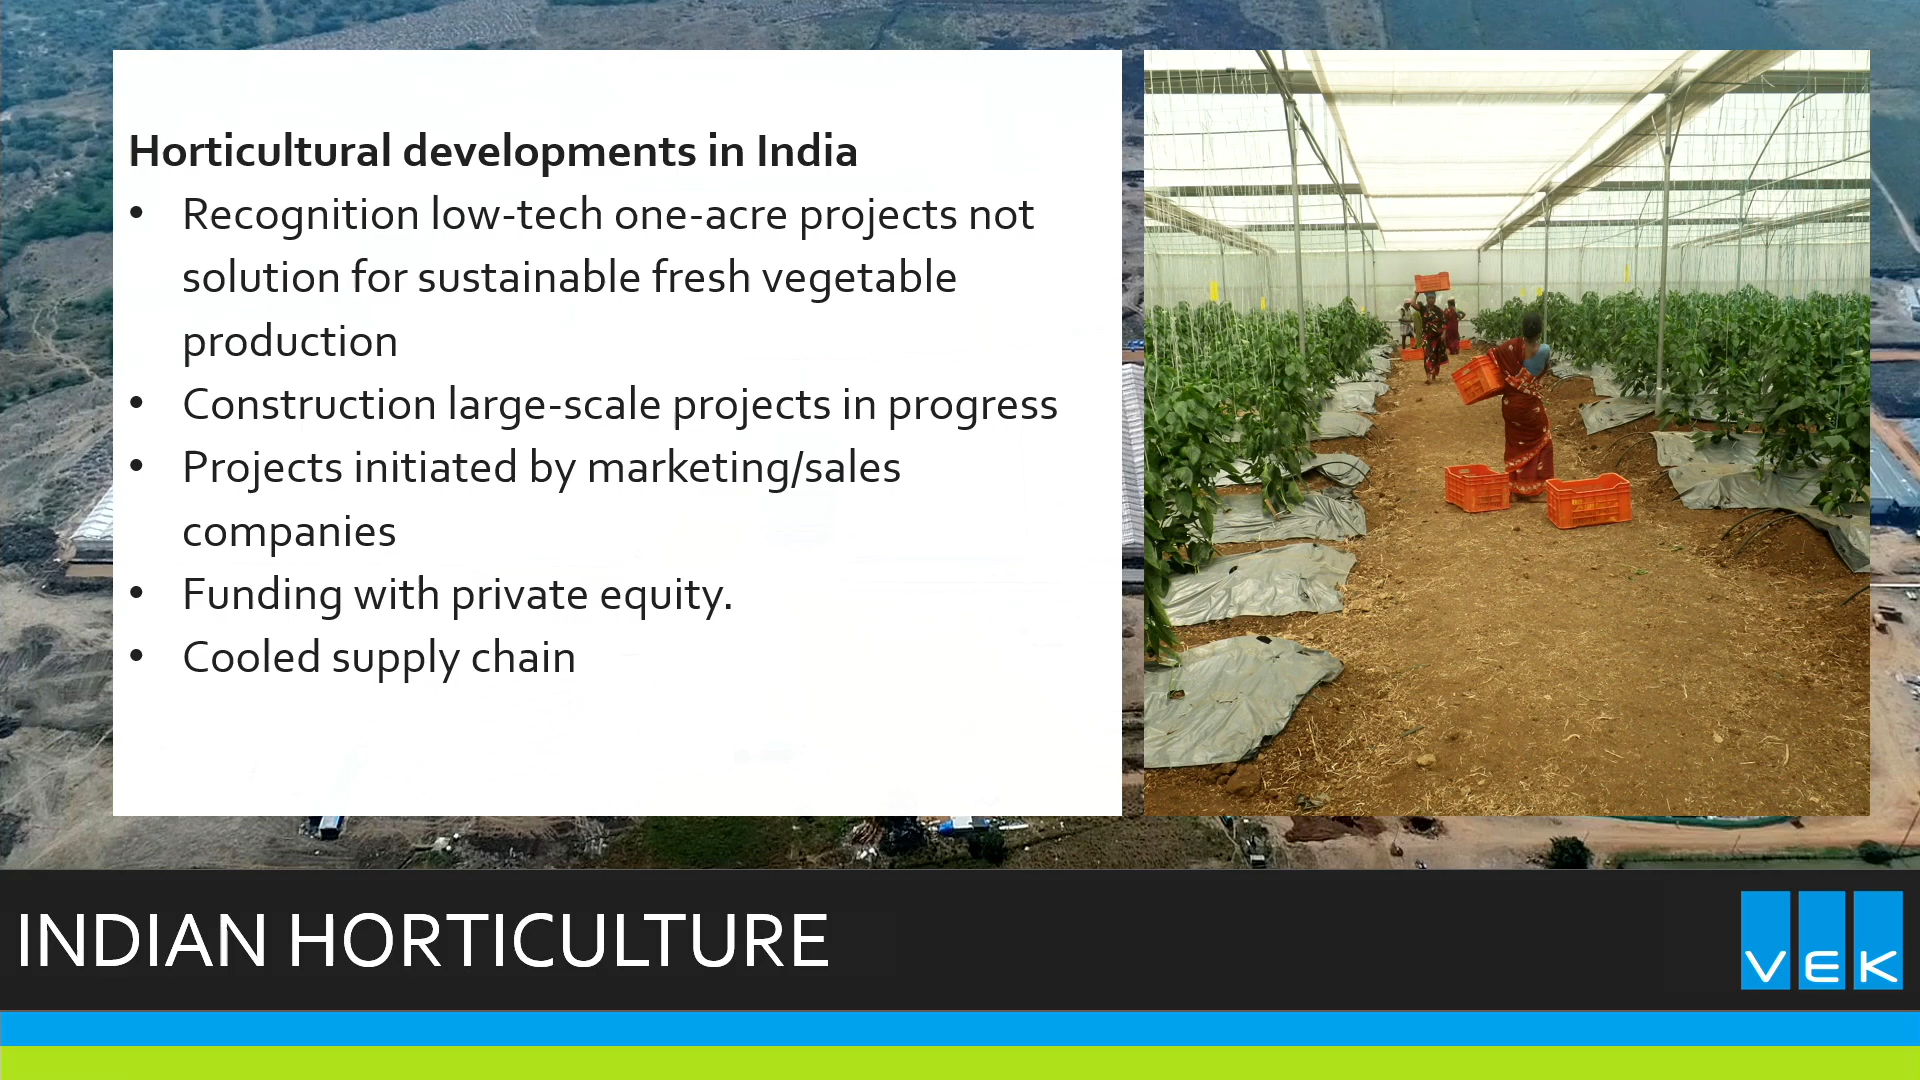 Horticultural developments in India
• Recognition low-tech one-acre projects not
solution for sustainable fresh vegetable
production
• Construction large-scale projects in progress
• Projects initiated by marketing/sales
companies
• Funding with private equity.
• Cooled supply chain
INDIAN HORTICULTURE
VEK